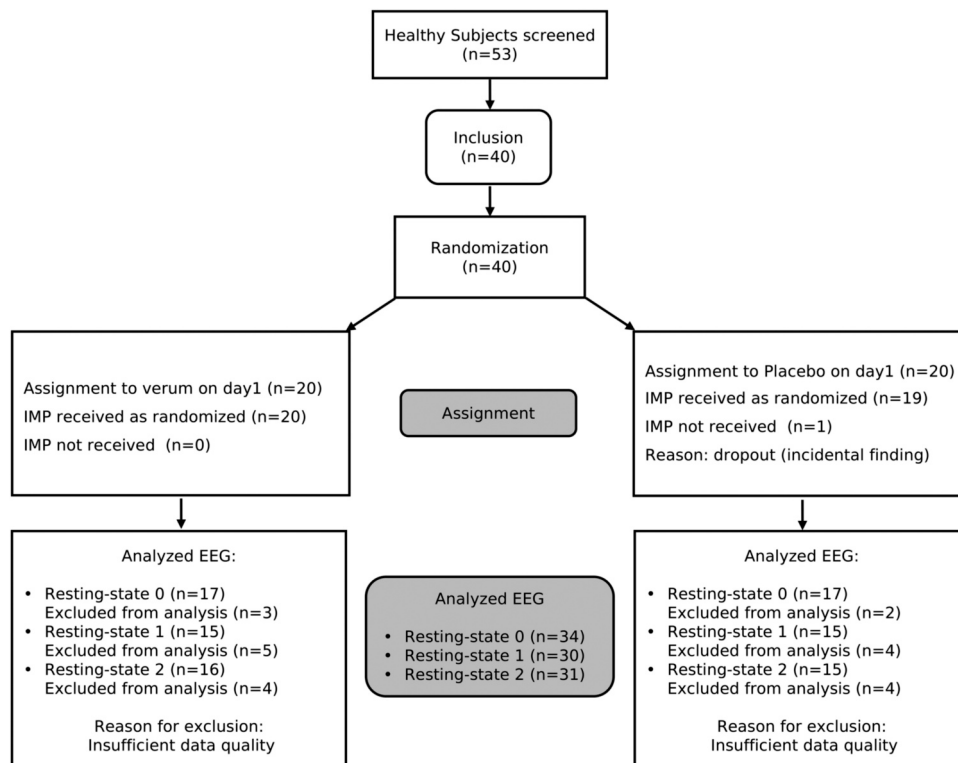 Healthy Subjects screened
(n=53)
Inclusion
(n=40)
Randomization
(n=40)
Assignment to verum on day1 (n=20)
IMP received as randomized (n=20)
IMP not received  (n=0)
Assignment
Assignment to Placebo on day1 (n=20)
IMP received as randomized (n=19)
IMP not received  (n=1)
Reason: dropout (incidental finding)
Analyzed EEG:
• Resting-state 0 (n=17)
Excluded from analysis (n=3)
• Resting-state 1 (n=15)
Excluded from analysis (n=5)
• Resting-state 2 (n=16)
Excluded from analysis (n=4)
Reason for exclusion:
Insufficient data quality
Analyzed EEG
• Resting-state 0 (n=34)
• Resting-state 1 (n=30)
• Resting-state 2 (n=31)
Analyzed EEG:
• Resting-state 0 (n=17)
Excluded from analysis (n=2)
• Resting-state 1 (n=15)
Excluded from analysis (n=4)
• Resting-state 2 (n=15)
Excluded from analysis (n=4)
Reason for exclusion:
Insufficient data quality